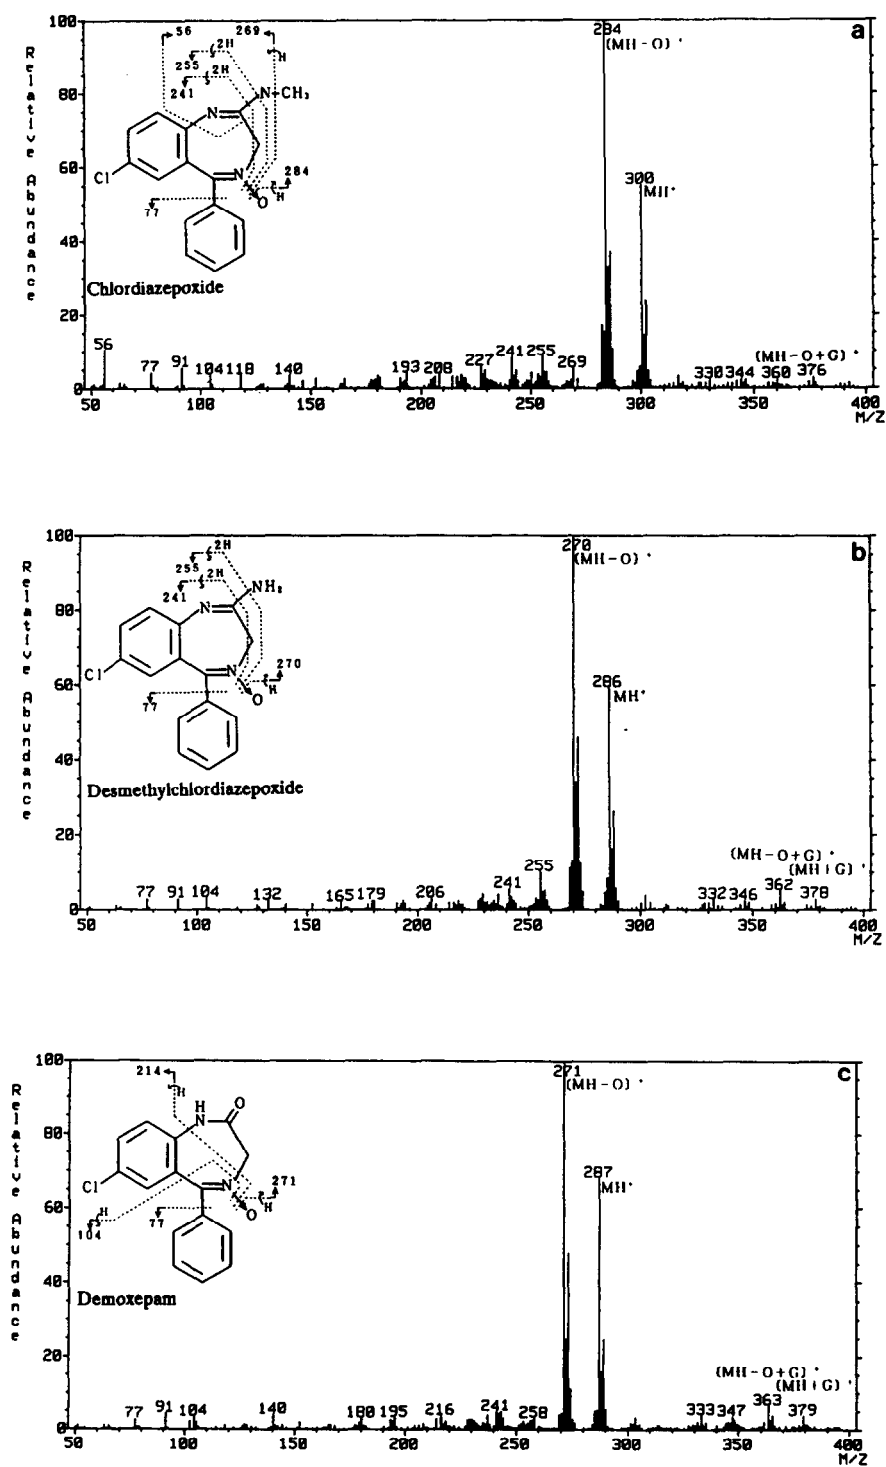 a
Relative Abundance
100
80
60
40
20
0
56 269
2H H
255 2H
241
N N+CH₃
Cl N 284
H
77 O
Chlordiazepoxide
284
(MH-O)⁺
300
MH⁺
(MH-O+G)⁺
56 77 91 104 118 140 193 208 227 241 255 269 330 344 360 376
50 100 150 200 250 300 350 400
M/Z
b
Relative Abundance
100
80
60
40
20
0
2H
255 2H
241
N NH₂
Cl N 270
H
77 O
Desmethylchlordiazepoxide
270
(MH-O)⁺
286
MH⁺
(MH-O+G)⁺
(MH+G)⁺
77 91 104 132 165 179 206 241 255 332 346 362 378
50 100 150 200 250 300 350 400
M/Z
c
Relative Abundance
100
80
60
40
20
0
214
H
H O
N
Cl N 271
H H
104 77 O
Demoxepam
271
(MH-O)⁺
287
MH⁺
(MH-O+G)⁺
(MH+G)⁺
77 91 104 140 180 195 216 241 258 333 347 363 379
50 100 150 200 250 300 350 400
M/Z